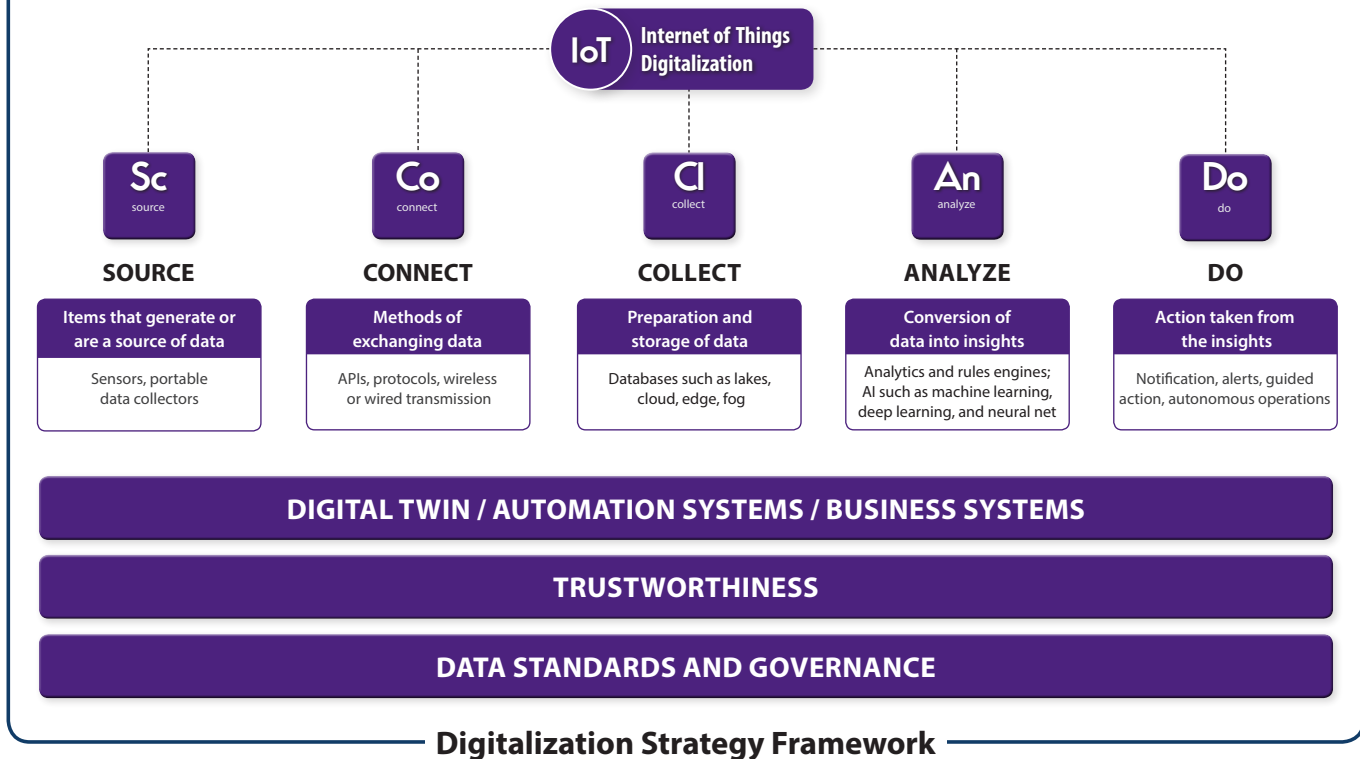 IoT
Internet of Things
Digitalization
Sc
source
Co
connect
Cl
collect
An
analyze
Do
do
SOURCE
CONNECT
COLLECT
ANALYZE
DO
Items that generate or
are a source of data
Sensors, portable
data collectors
Methods of
exchanging data
APIs, protocols, wireless
or wired transmission
Preparation and
storage of data
Databases such as lakes,
cloud, edge, fog
Conversion of
data into insights
Analytics and rules engines;
AI such as machine learning,
deep learning, and neural net
Action taken from
the insights
Notification, alerts, guided
action, autonomous operations
DIGITAL TWIN / AUTOMATION SYSTEMS / BUSINESS SYSTEMS
TRUSTWORTHINESS
DATA STANDARDS AND GOVERNANCE
Digitalization Strategy Framework